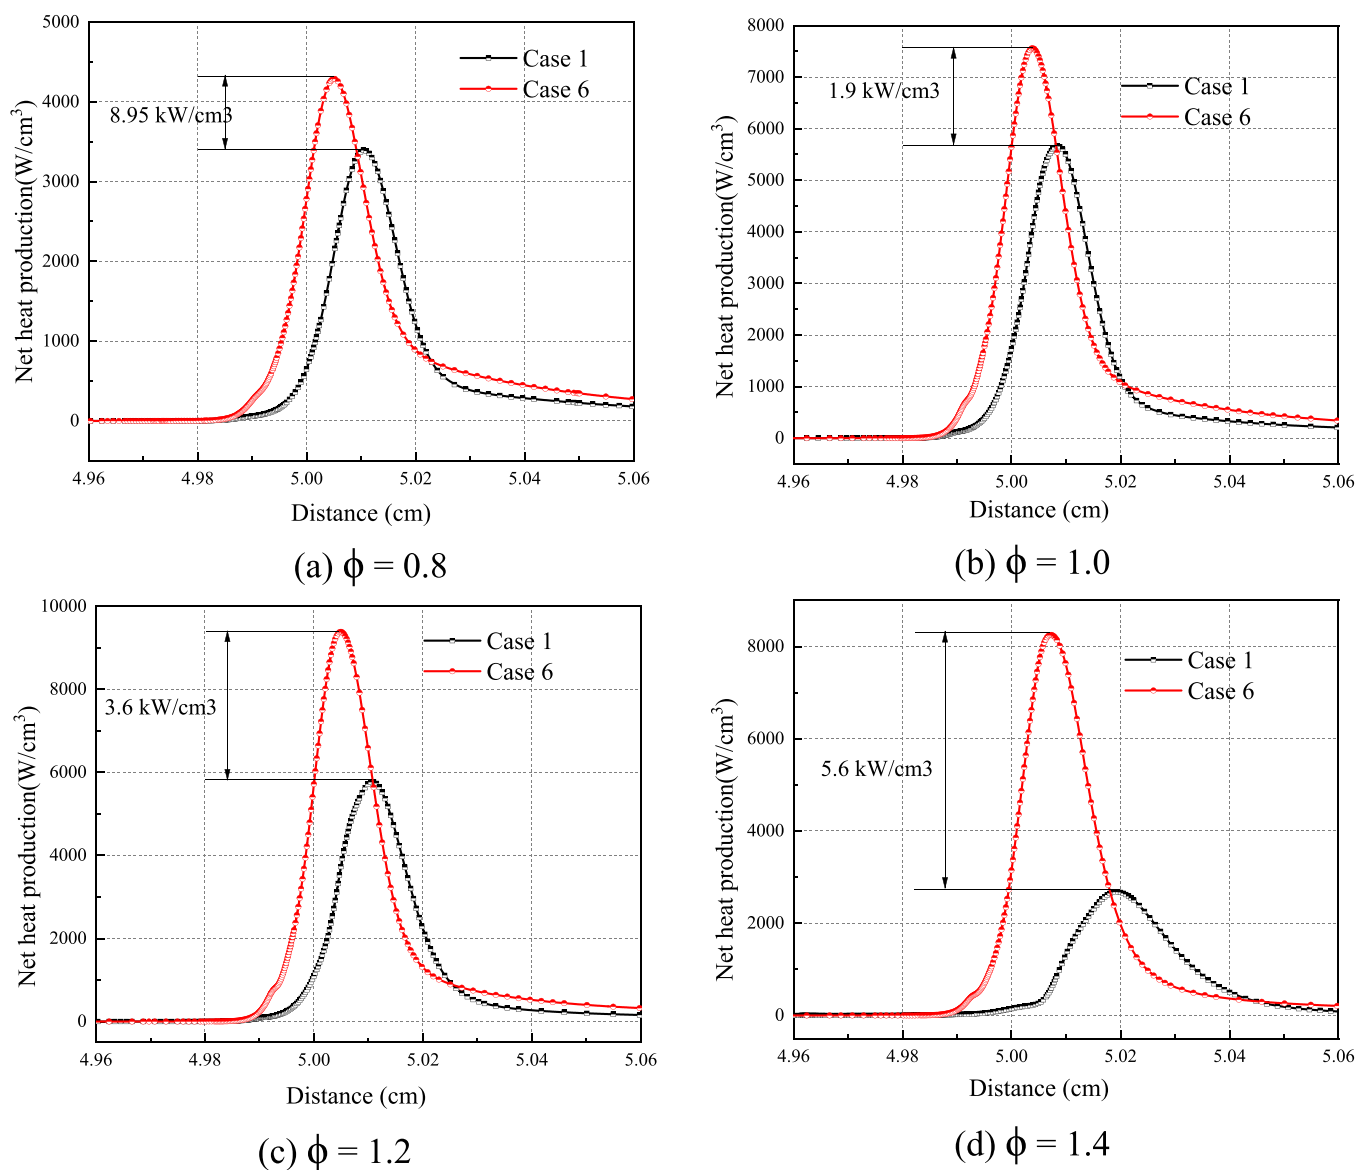 5000
4000
3000
2000
1000
0
Net heat production(W/cm³)
8.95 kW/cm3
Case 1
Case 6
4.96 4.98 5.00 5.02 5.04 5.06
Distance (cm)
(a) ϕ = 0.8
8000
7000
6000
5000
4000
3000
2000
1000
0
Net heat production(W/cm³)
1.9 kW/cm3
Case 1
Case 6
4.96 4.98 5.00 5.02 5.04 5.06
Distance (cm)
(b) ϕ = 1.0
10000
8000
6000
4000
2000
0
Net heat production(W/cm³)
3.6 kW/cm3
Case 1
Case 6
4.96 4.98 5.00 5.02 5.04 5.06
Distance (cm)
(c) ϕ = 1.2
8000
6000
4000
2000
0
Net heat production(W/cm³)
5.6 kW/cm3
Case 1
Case 6
4.96 4.98 5.00 5.02 5.04 5.06
Distance (cm)
(d) ϕ = 1.4